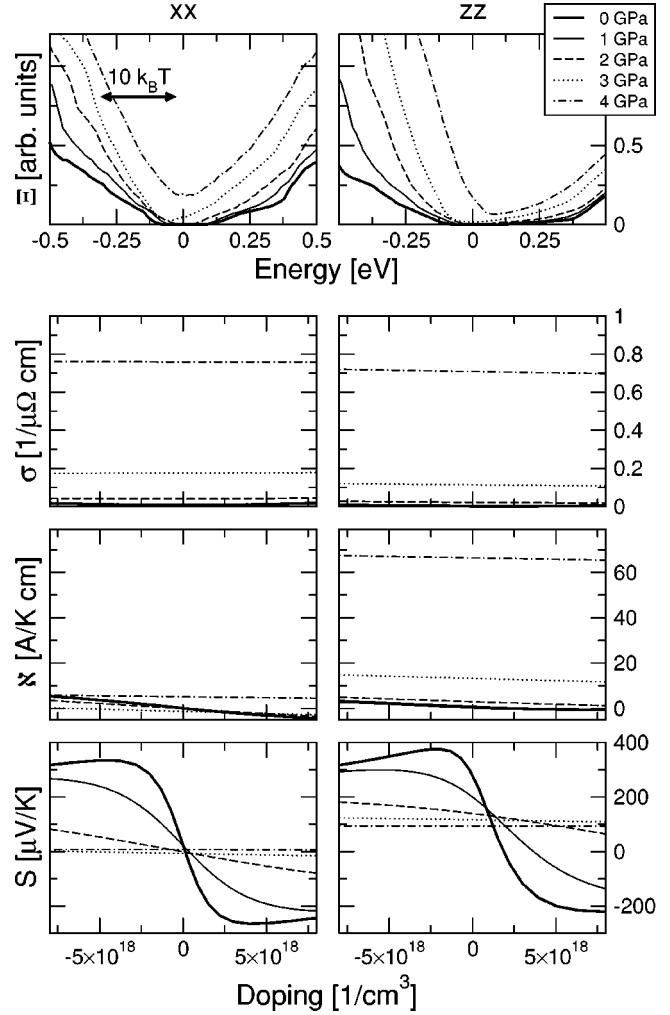 xx
zz
0 GPa
1 GPa
2 GPa
3 GPa
4 GPa
10 k_BT
Ξ [arb. units]
0.5
0
-0.5 -0.25 0 0.25 0.5
-0.25 0 0.25
Energy [eV]
σ [1/μΩ cm]
1
0.8
0.6
0.4
0.2
0
ℵ [A/K cm]
60
40
20
0
S [μV/K]
400
200
0
-200
-5×10^18 0 5×10^18
-5×10^18 0 5×10^18
Doping [1/cm^3]